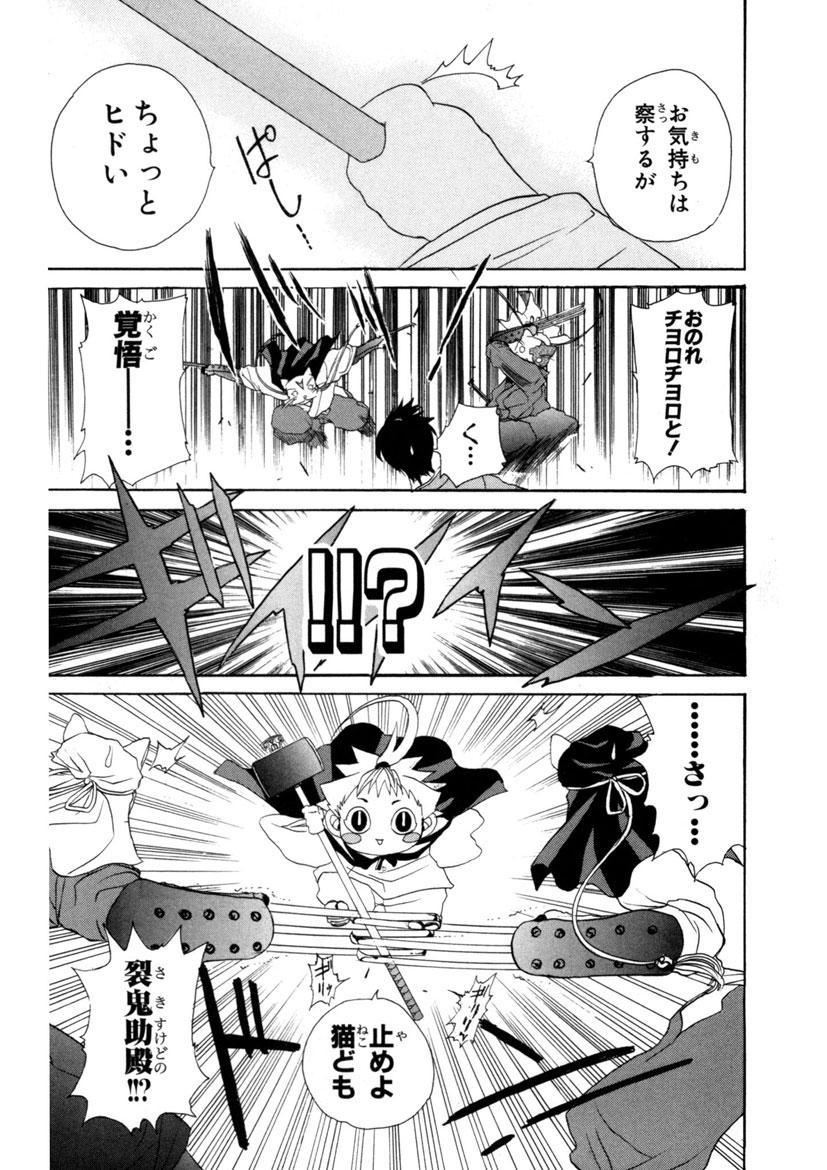 お気持ちは
察するが
ぱし…
ちょっと
ヒドい
おのれ
チョロチョロと!
く…
覚悟──…
!!?
……さっ…
止めよ
猫ども
裂鬼助殿!!?